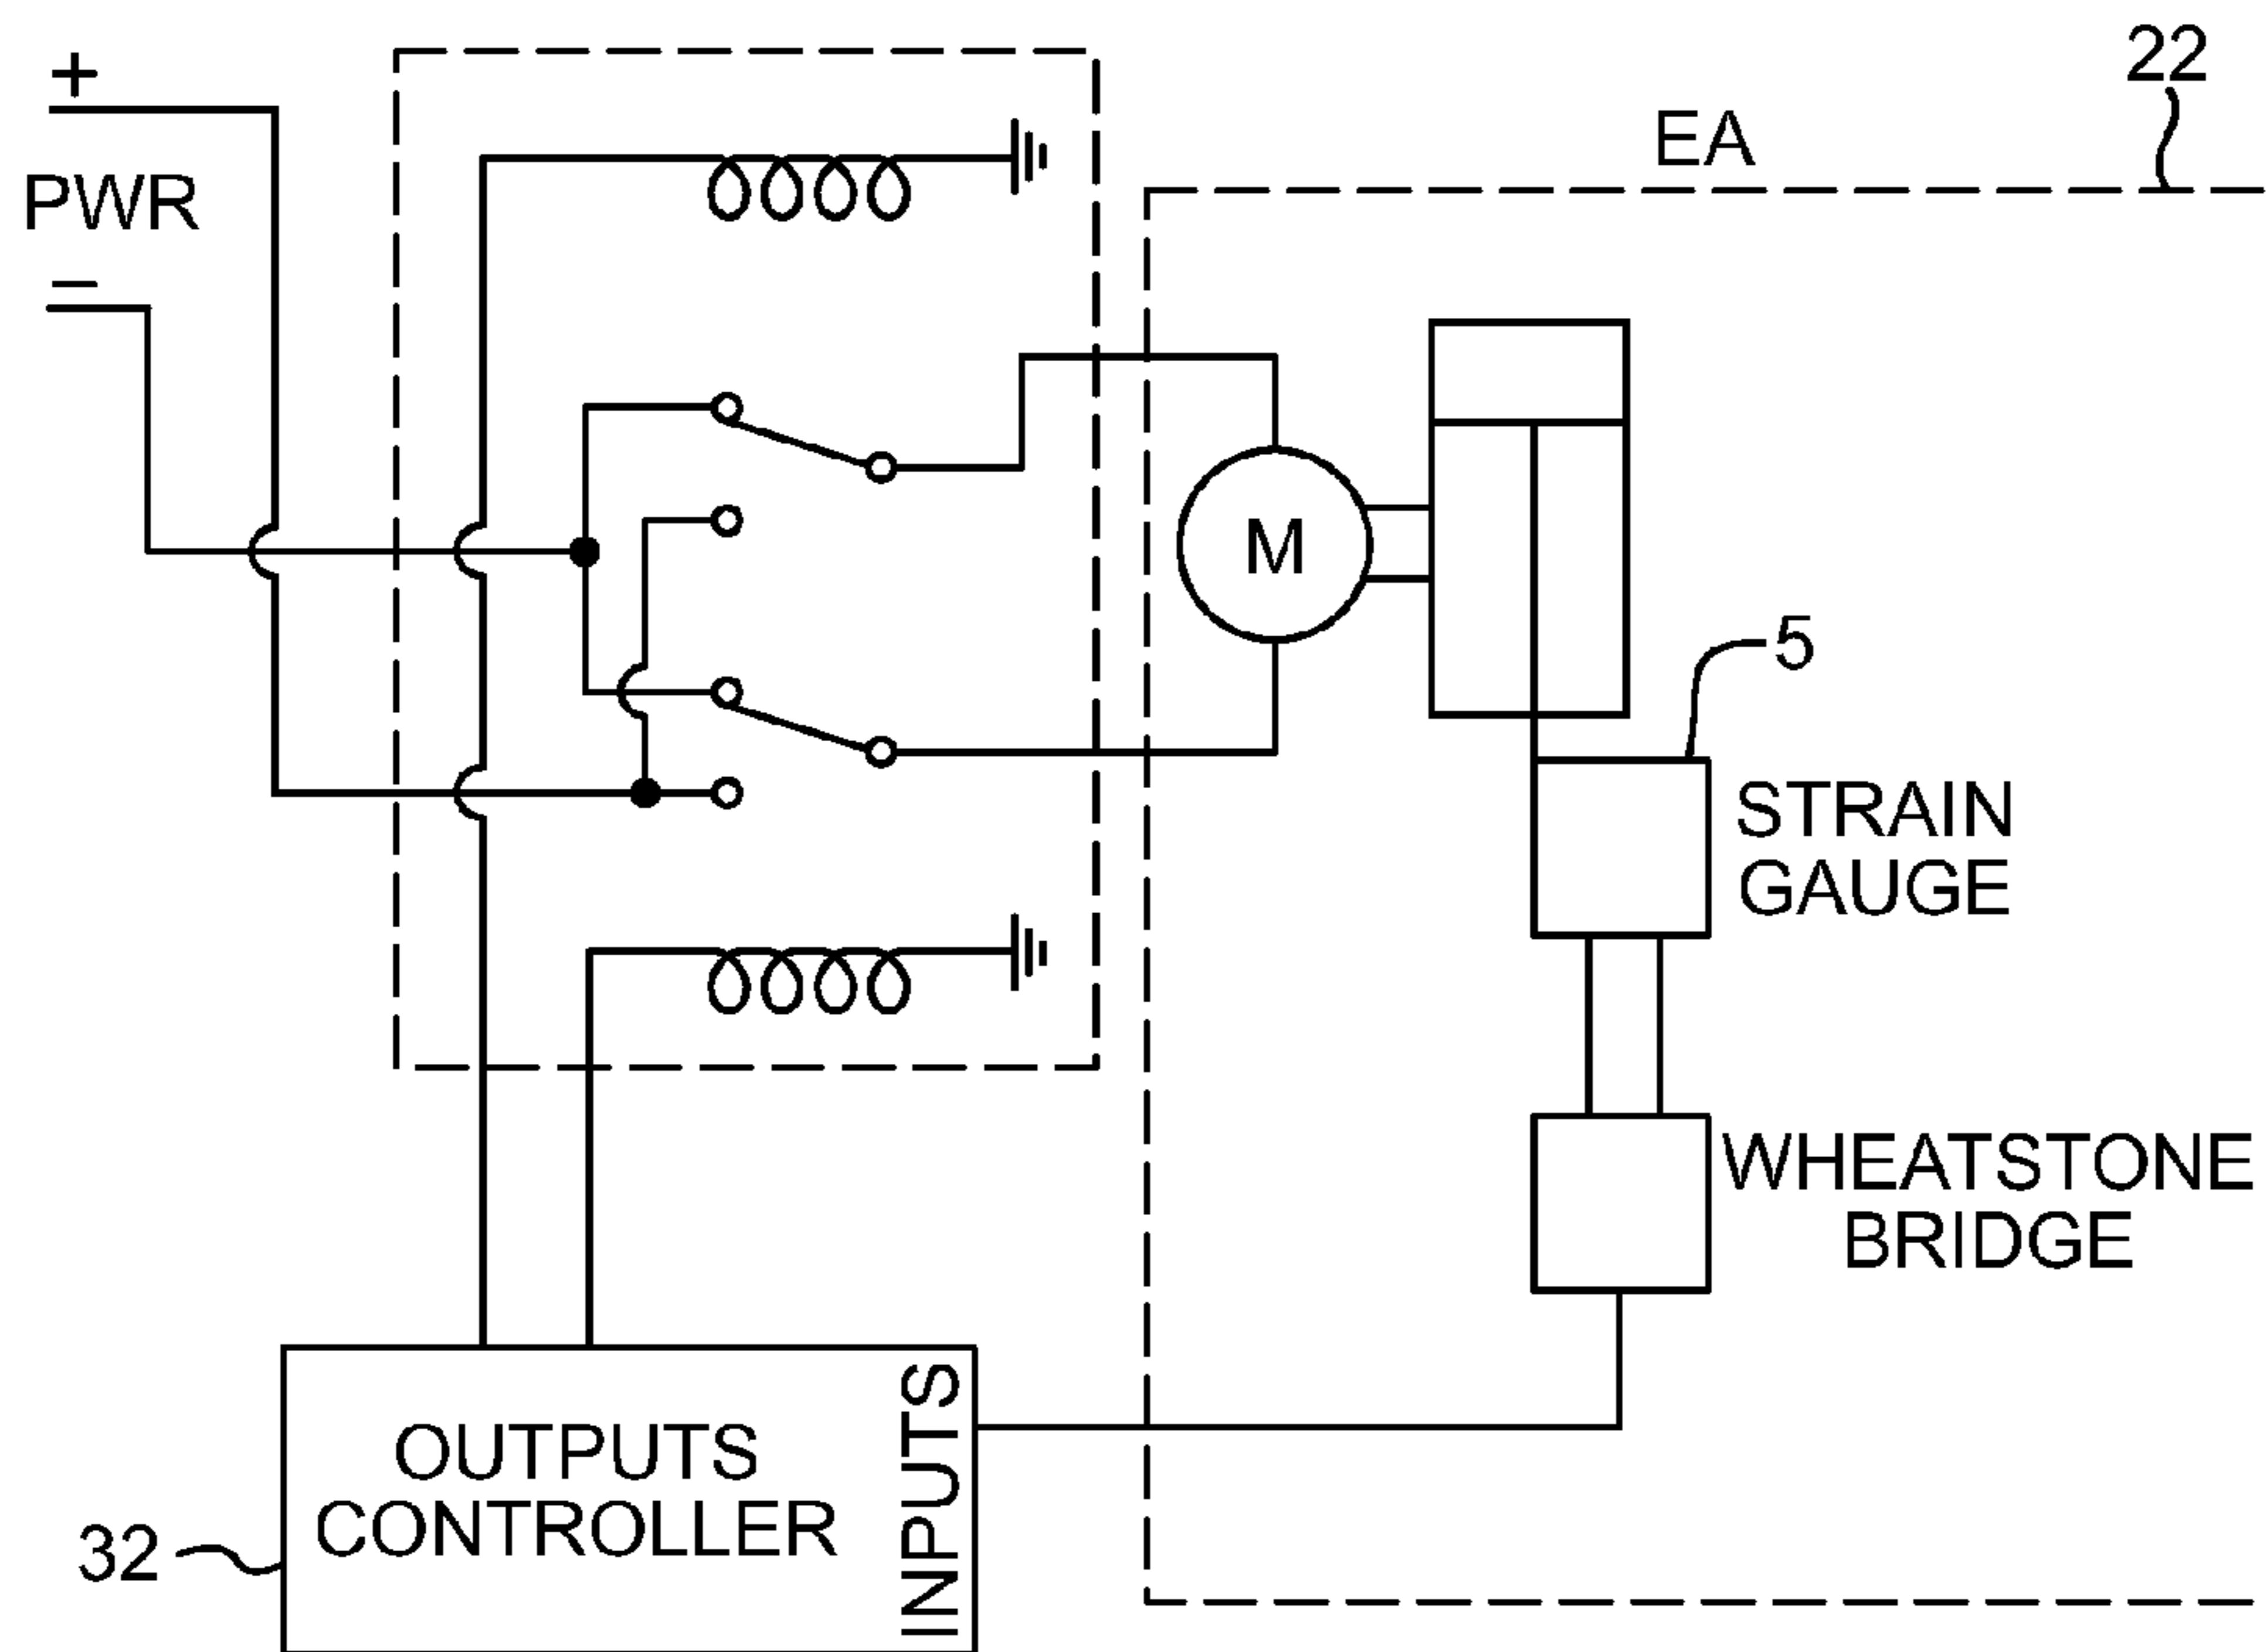 +
PWR
−
22
EA
M
5
STRAIN
GAUGE
WHEATSTONE
BRIDGE
OUTPUTS
CONTROLLER
INPUTS
32